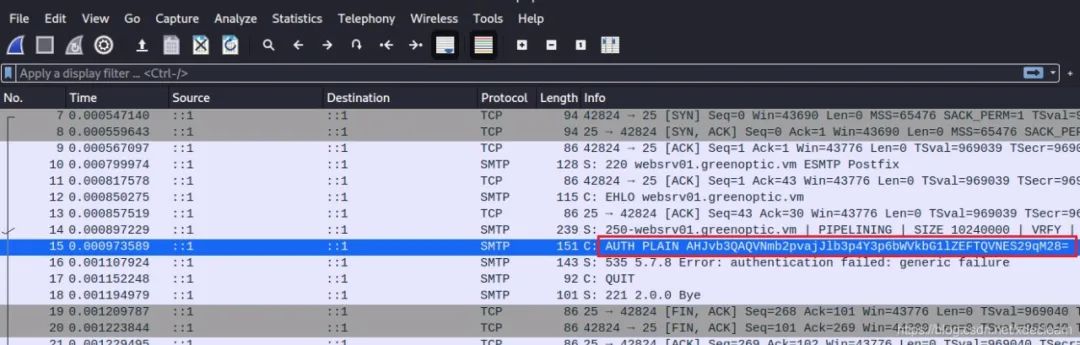 File Edit View Go Capture Analyze Statistics Telephony Wireless Tools Help
Apply a display filter ... <Ctrl-/>
No. Time Source Destination Protocol Length Info
7 0.000547140 ::1 ::1 TCP 94 42824 → 25 [SYN] Seq=0 Win=43690 Len=0 MSS=65476 SACK_PERM=1 TSval=9
8 0.000559643 ::1 ::1 TCP 94 25 → 42824 [SYN, ACK] Seq=0 Ack=1 Win=43690 Len=0 MSS=65476 SACK_PER
9 0.000567097 ::1 ::1 TCP 86 42824 → 25 [ACK] Seq=1 Ack=1 Win=43776 Len=0 TSval=969039 TSecr=9690
10 0.000799974 ::1 ::1 SMTP 128 S: 220 websrv01.greenoptic.vm ESMTP Postfix
11 0.000817578 ::1 ::1 TCP 86 42824 → 25 [ACK] Seq=1 Ack=43 Win=43776 Len=0 TSval=969039 TSecr=969
12 0.000850275 ::1 ::1 SMTP 115 C: EHLO websrv01.greenoptic.vm
13 0.000857519 ::1 ::1 TCP 86 25 → 42824 [ACK] Seq=43 Ack=30 Win=43776 Len=0 TSval=969039 TSecr=96
14 0.000897229 ::1 ::1 SMTP 239 S: 250-websrv01.greenoptic.vm | PIPELINING | SIZE 10240000 | VRFY |
15 0.000973589 ::1 ::1 SMTP 151 C: AUTH PLAIN AHJvb3QAQVNmb2pvajJlb3p4Y3p6bWVkbG1lZEFTQVNES29qM28=
16 0.001107924 ::1 ::1 SMTP 143 S: 535 5.7.8 Error: authentication failed: generic failure
17 0.001152248 ::1 ::1 SMTP 92 C: QUIT
18 0.001194979 ::1 ::1 SMTP 101 S: 221 2.0.0 Bye
19 0.001209787 ::1 ::1 TCP 86 25 → 42824 [FIN, ACK] Seq=268 Ack=101 Win=43776 Len=0 TSval=969040 T
20 0.001223844 ::1 ::1 TCP 86 42824 → 25 [FIN, ACK] Seq=101 Ack=269 Win=44800 Len=0 TSval=969040 T
21 0.001229495 ::1 ::1 TCP 86 25 → 42824 [ACK] Seq=269 Ack=102 Win=43776 Len=0 TSval=969040